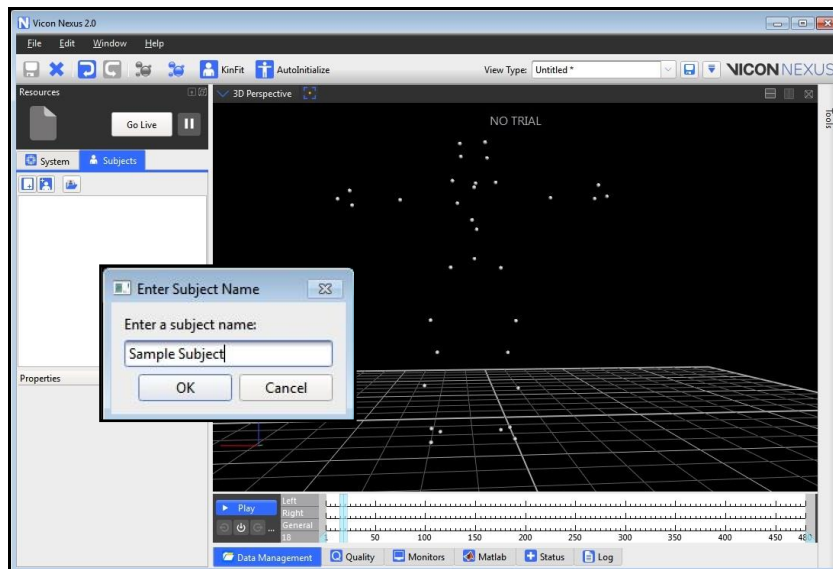 Vicon Nexus 2.0
File Edit Window Help
KinFit AutoInitialize View Type: Untitled * VICON NEXUS
Resources
3D Perspective
Tools
NO TRIAL
Go Live
System Subjects
Enter Subject Name
Enter a subject name:
Sample Subject
OK Cancel
Properties
Play
Left
Right
General
18
1 50 100 150 200 250 300 350 400 450 480
Data Management Quality Monitors Matlab Status Log